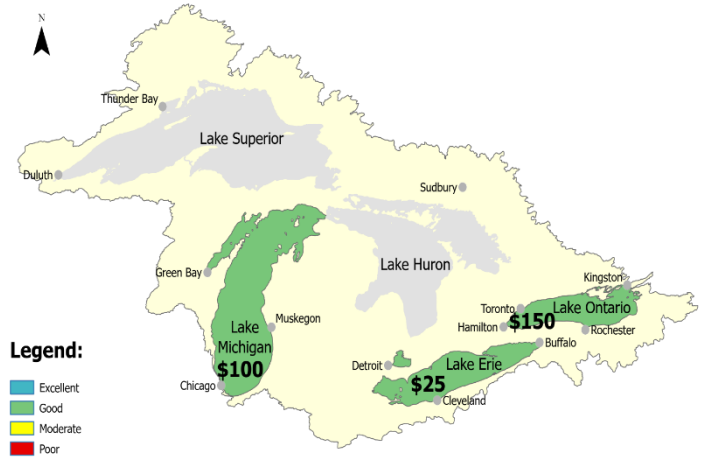 N
Thunder Bay
Lake Superior
Duluth
Sudbury
Green Bay
Lake Huron
Kingston
Toronto
Lake Ontario
Hamilton
$150
Rochester
Muskegon
Lake
Michigan
$100
Buffalo
Detroit
Lake Erie
$25
Chicago
Cleveland
Legend:
Excellent
Good
Moderate
Poor